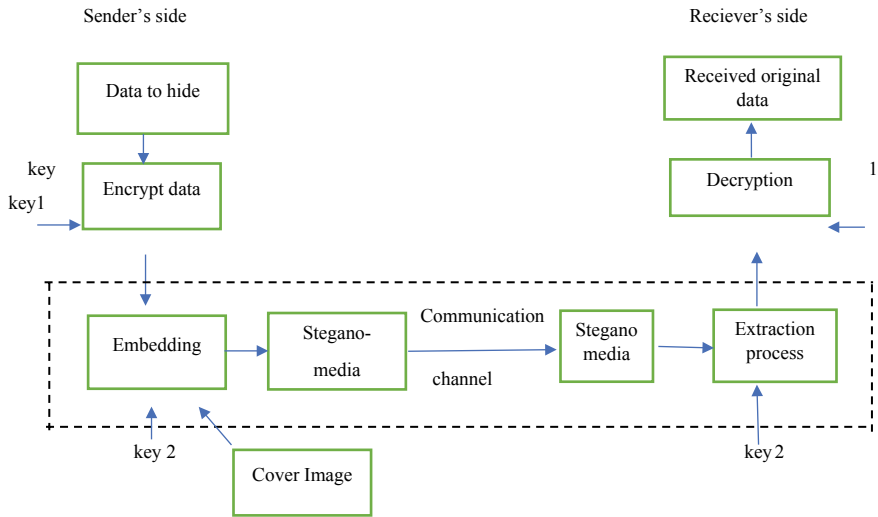 Sender's side
Reciever's side
Data to hide
Received original
data
key
key1
Encrypt data
Decryption
1
Embedding
Stegano-
media
Communication
channel
Stegano
media
Extraction
process
key 2
key 2
Cover Image